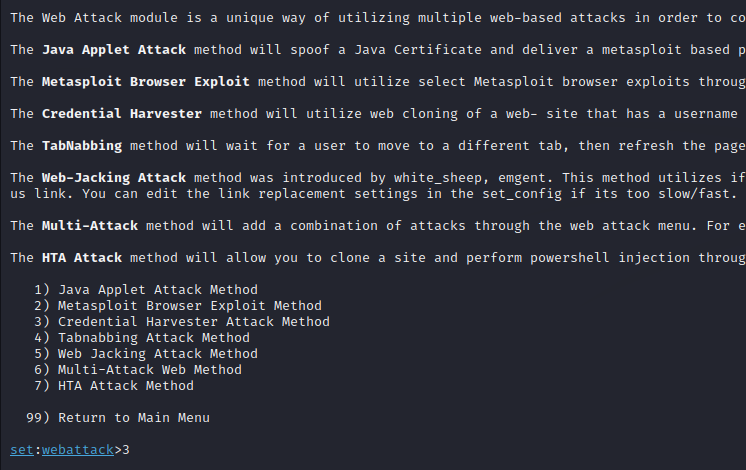 The Web Attack module is a unique way of utilizing multiple web-based attacks in order to co
The Java Applet Attack method will spoof a Java Certificate and deliver a metasploit based p
The Metasploit Browser Exploit method will utilize select Metasploit browser exploits throug
The Credential Harvester method will utilize web cloning of a web- site that has a username
The TabNabbing method will wait for a user to move to a different tab, then refresh the page
The Web-Jacking Attack method was introduced by white_sheep, emgent. This method utilizes if
us link. You can edit the link replacement settings in the set_config if its too slow/fast.
The Multi-Attack method will add a combination of attacks through the web attack menu. For e
The HTA Attack method will allow you to clone a site and perform powershell injection throug
1) Java Applet Attack Method
2) Metasploit Browser Exploit Method
3) Credential Harvester Attack Method
4) Tabnabbing Attack Method
5) Web Jacking Attack Method
6) Multi-Attack Web Method
7) HTA Attack Method
99) Return to Main Menu
set:webattack>3